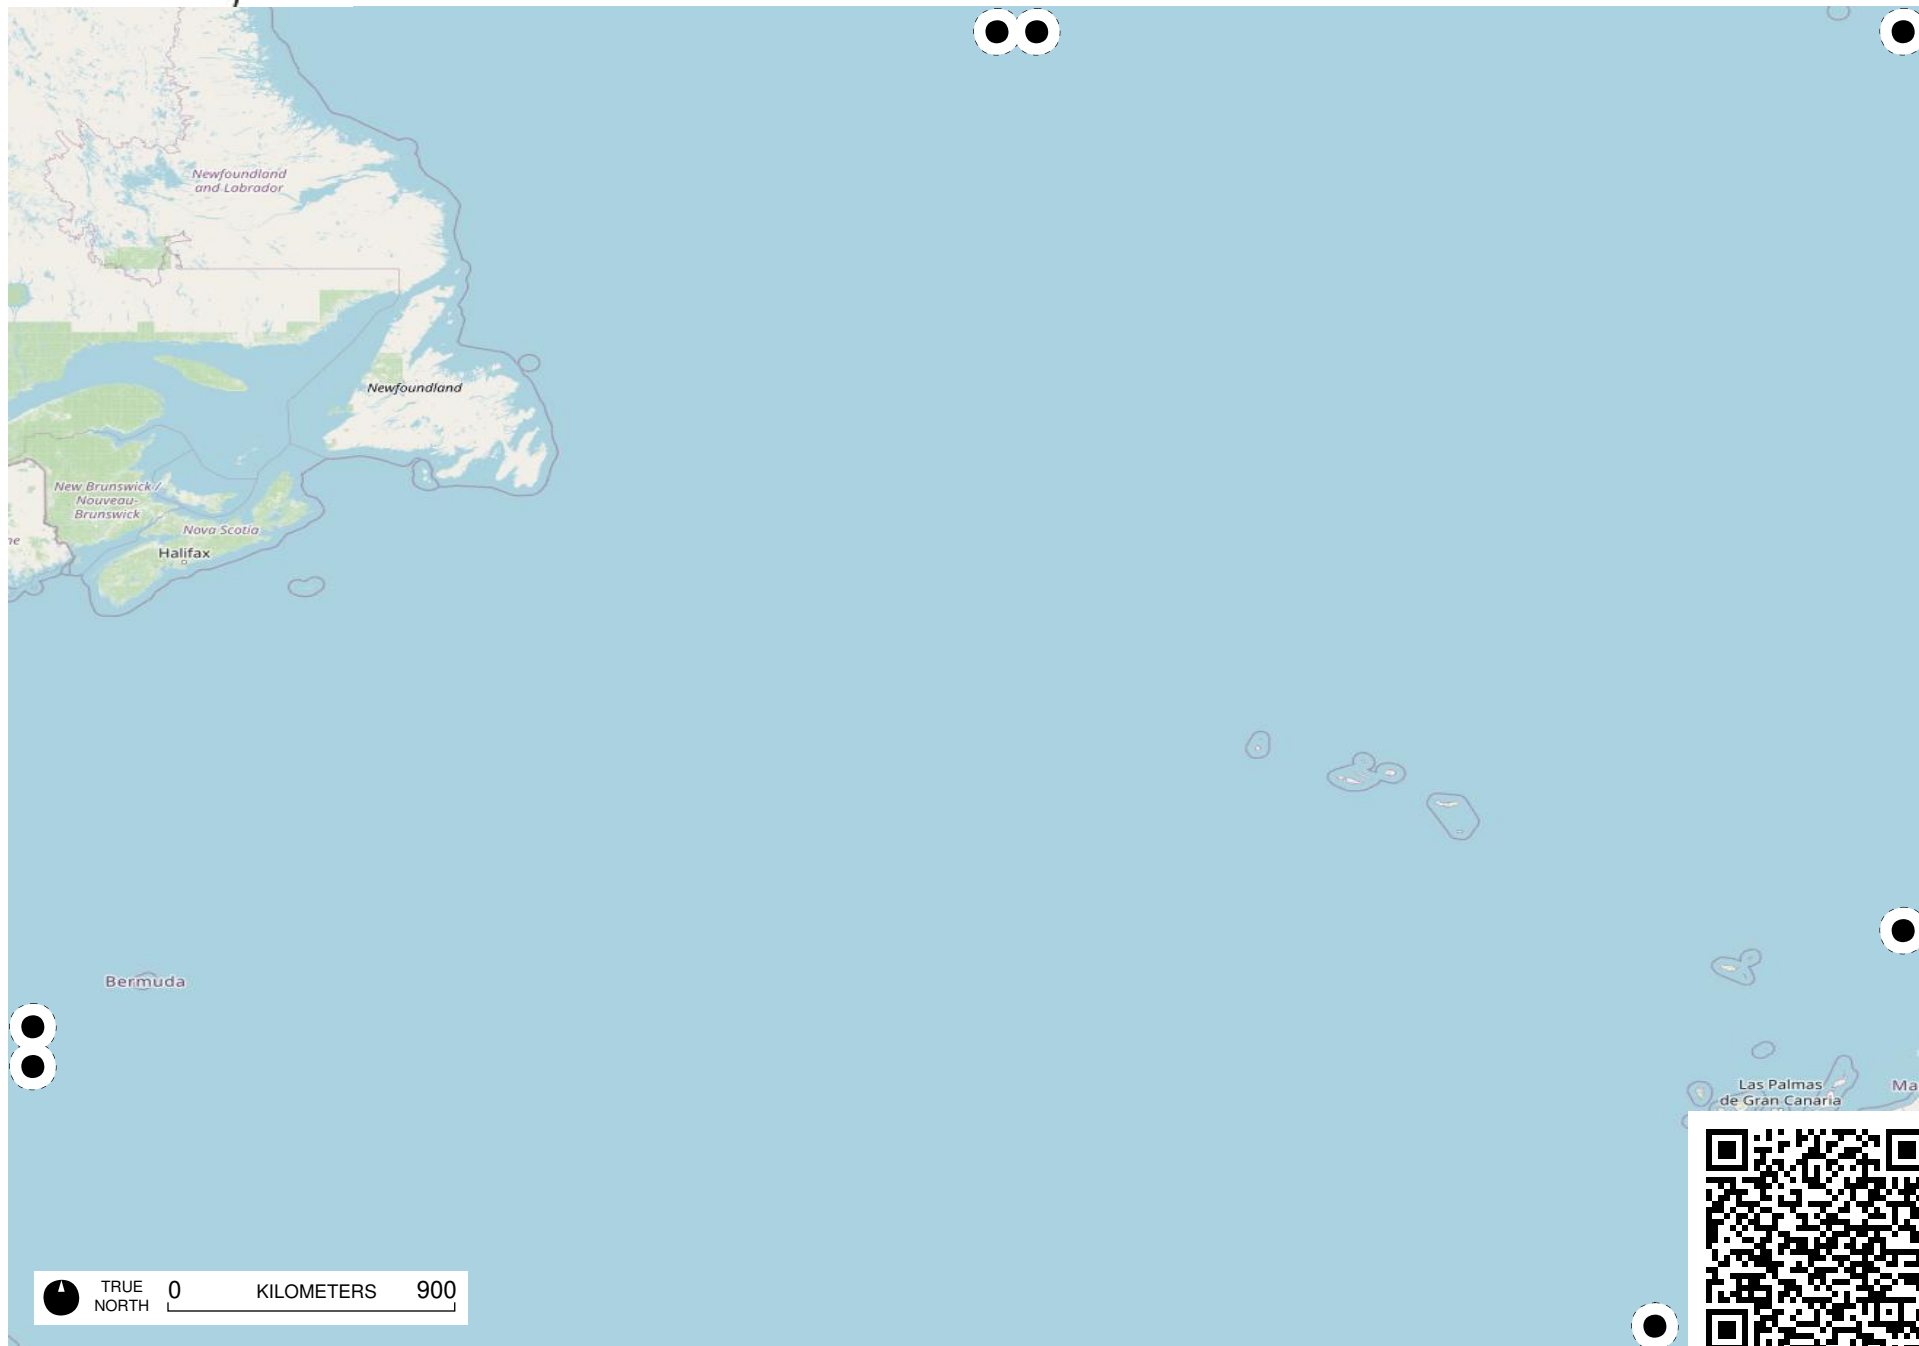 Newfoundland
and Labrador
Newfoundland
New Brunswick /
Nouveau-
Brunswick
Nova Scotia
Halifax
Bermuda
Las Palmas
de Gran Canaria
Ma
TRUE
NORTH
0 KILOMETERS 900